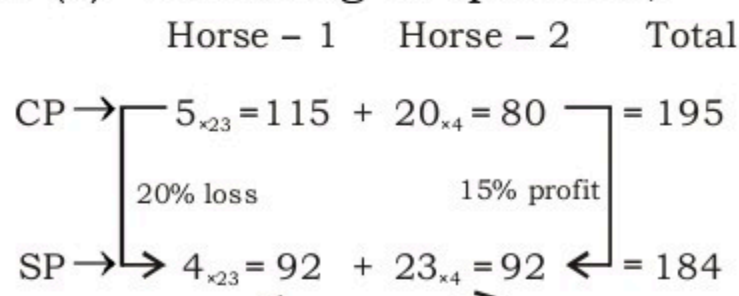 Horse – 1 Horse – 2 Total
CP→ 5×23 = 115 + 20×4 = 80 = 195
20% loss 15% profit
SP→ 4×23 = 92 + 23×4 = 92 = 184